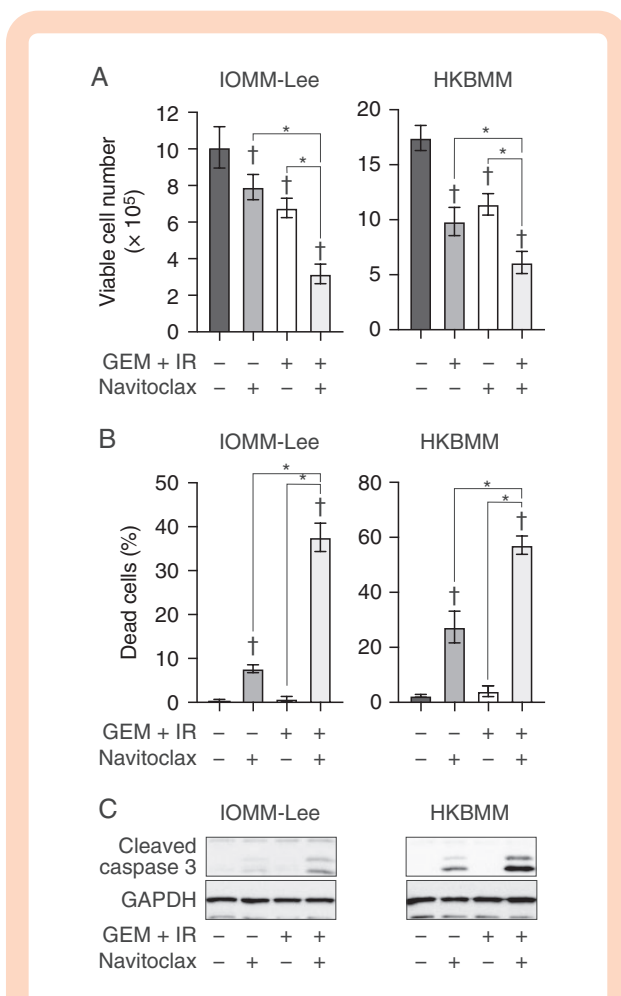 A
IOMM-Lee HKBMM
Viable cell number
(× 10⁵)
12
10
8
6
4
2
0
† † †
* *
20
15
10
5
0
† † †
* *
GEM + IR − − + + − + − +
Navitoclax − + − + − − + +
B
IOMM-Lee HKBMM
Dead cells (%)
50
40
30
20
10
0
† †
* *
80
60
40
20
0
† †
* *
GEM + IR − − + + − − + +
Navitoclax − + − + − + − +
C
IOMM-Lee HKBMM
Cleaved
caspase 3
GAPDH
GEM + IR − − + + − − + +
Navitoclax − + − + − + − +